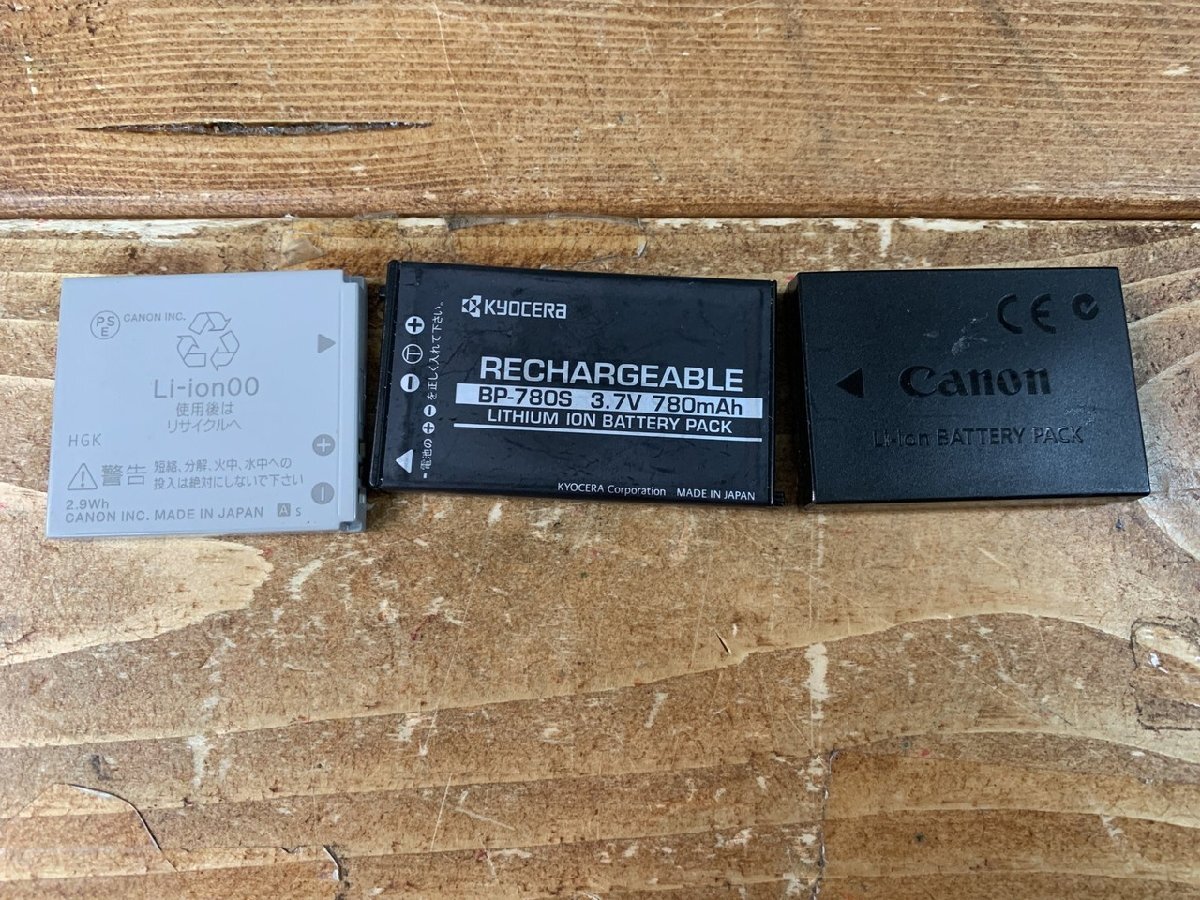 PSE
CANON INC.
Li-ion00
使用後は
リサイクルへ
HGK
警告
短絡、分解、火中、水中への
投入は絶対にしないで下さい
2.9Wh
CANON INC. MADE IN JAPAN A S
電池の⊕⊖を正しく入れて下さい。
+
T
-
KYOCERA
RECHARGEABLE
BP-780S 3.7V 780mAh
LITHIUM ION BATTERY PACK
KYOCERA Corporation MADE IN JAPAN
CE
Canon
Li-ion BATTERY PACK